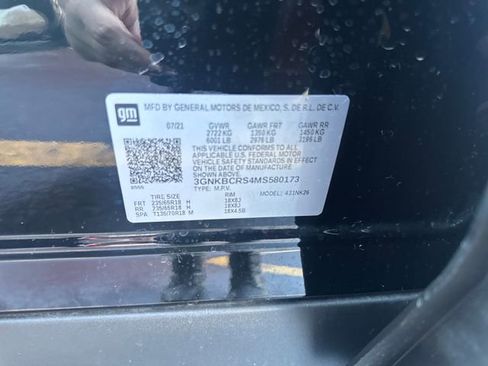 gm
MFD BY GENERAL MOTORS DE MEXICO, S. DE R.L. DE C.V.
07/21 GVWR GAWR FRT GAWR RR
2722 KG 1350 KG 1450 KG
6001 LB 2976 LB 3196 LB
THIS VEHICLE CONFORMS TO ALL
APPLICABLE U.S. FEDERAL MOTOR
VEHICLE SAFETY STANDARDS IN
EFFECT ON THE DATE OF MANUFACTURE
SHOWN ABOVE.
3GNKBCRS4MS580173
TYPE: M.P.V. MODEL: 431NK26
TIRE SIZE RIM
FRT 235/65R18 H 18X8J
RR 235/65R18 H 18X8J
SPA T135/70R18 M 18X4.5B